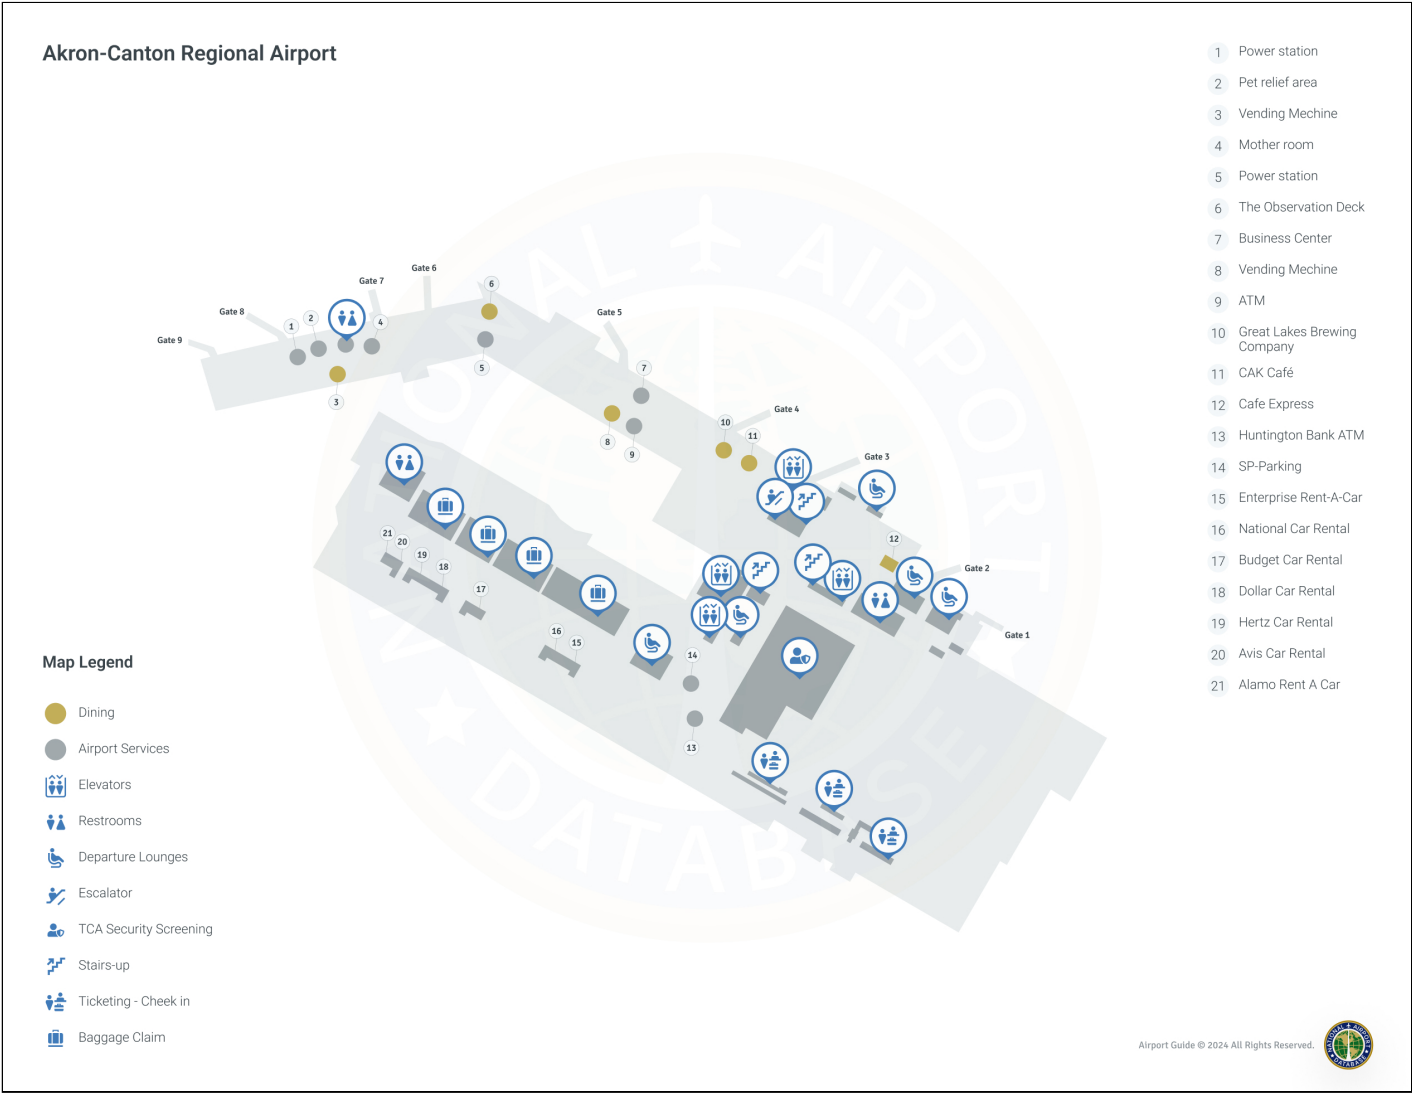 Akron-Canton Regional Airport
1 Power station
2 Pet relief area
3 Vending Mechine
4 Mother room
5 Power station
6 The Observation Deck
7 Business Center
8 Vending Mechine
9 ATM
10 Great Lakes Brewing
Company
11 CAK Café
12 Cafe Express
13 Huntington Bank ATM
14 SP-Parking
15 Enterprise Rent-A-Car
16 National Car Rental
17 Budget Car Rental
18 Dollar Car Rental
19 Hertz Car Rental
20 Avis Car Rental
21 Alamo Rent A Car
Gate 6
Gate 7
6
Gate 8
Gate 5
2
4
1
Gate 9
5
7
3
Gate 4
10
11
8
9
Gate 3
21
20
12
19
18
Gate 2
17
16
15
Gate 1
14
13
NATIONAL AIRPORT
DATABASE
Map Legend
Dining
Airport Services
Elevators
Restrooms
Departure Lounges
Escalator
TCA Security Screening
Stairs-up
Ticketing - Cheek in
Baggage Claim
Airport Guide © 2024 All Rights Reserved.
NATIONAL AIRPORT
DATABASE